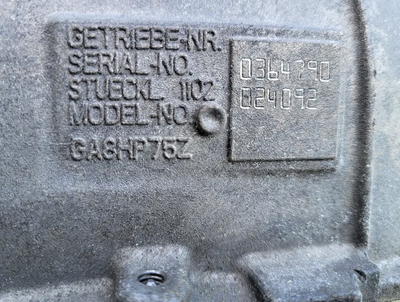 GETRIEBE-NR.
SERIAL-NO. 0364790
STUECKL 1102 024092
MODEL-NO.
GA8HP75Z